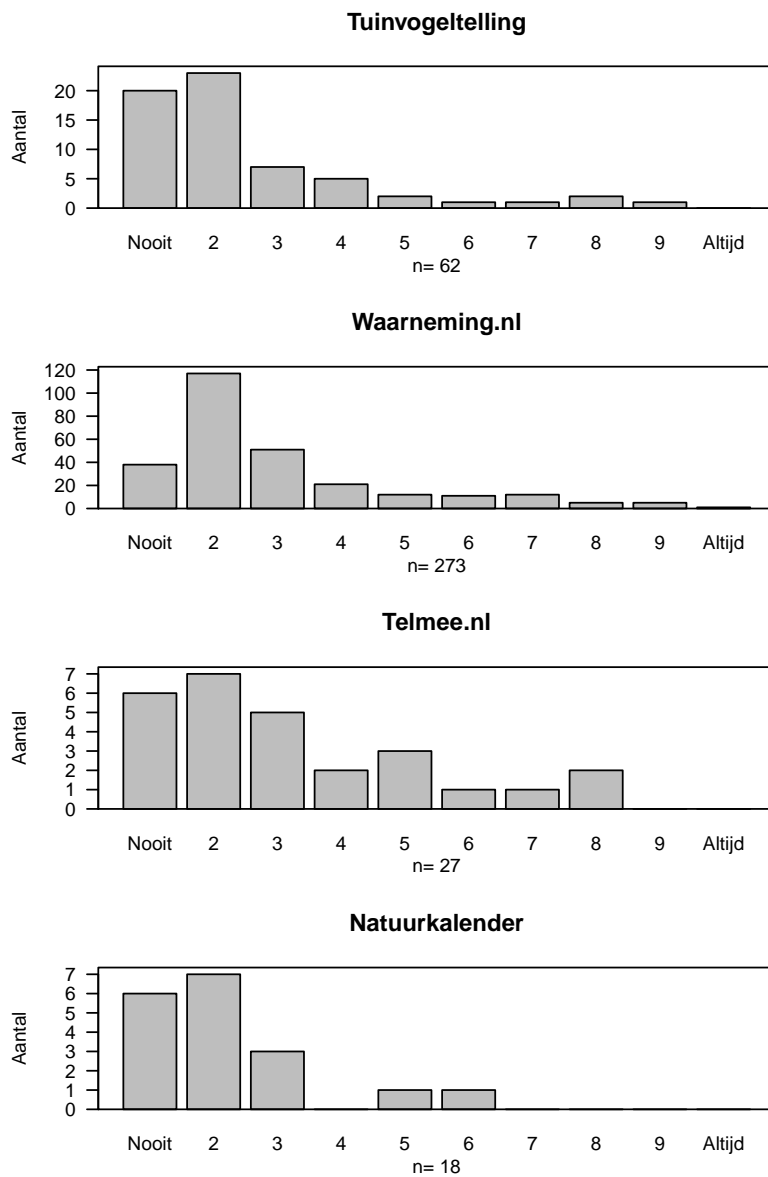 Tuinvogeltelling
Aantal
20
15
10
5
0
Nooit 2 3 4 5 6 7 8 9 Altijd
n= 62
Waarneming.nl
Aantal
120
100
80
60
40
20
0
Nooit 2 3 4 5 6 7 8 9 Altijd
n= 273
Telmee.nl
Aantal
7
6
5
4
3
2
1
0
Nooit 2 3 4 5 6 7 8 9 Altijd
n= 27
Natuurkalender
Aantal
7
6
5
4
3
2
1
0
Nooit 2 3 4 5 6 7 8 9 Altijd
n= 18